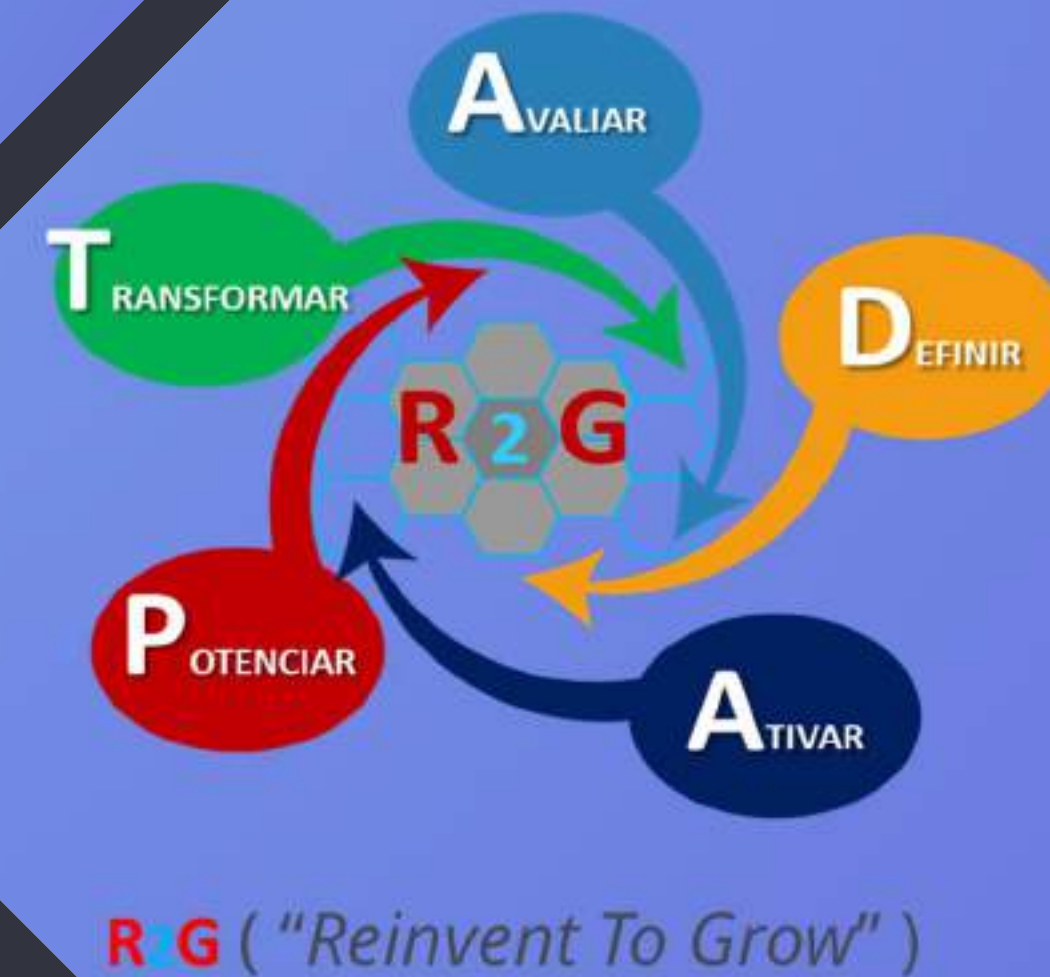 AVALIAR
TRANSFORMAR
DEFINIR
R2G
POTENCIAR
ATIVAR
R2G ( "Reinvent To Grow" )